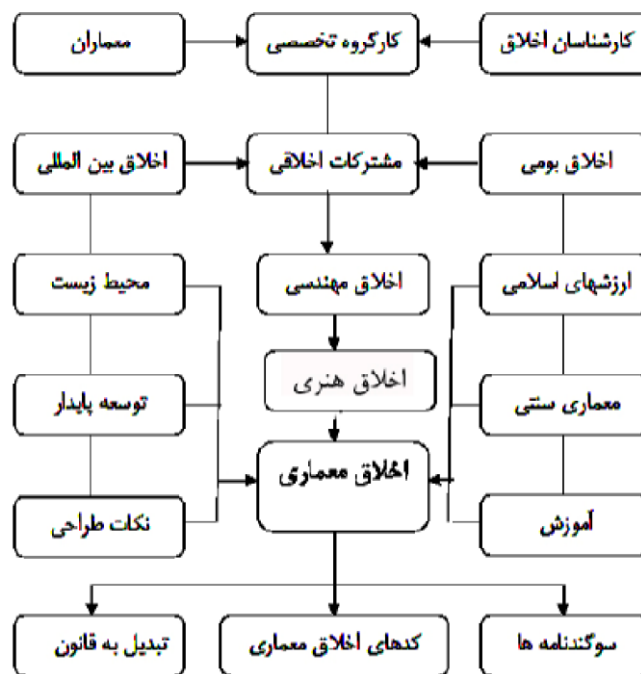 کارشناسان اخلاق
کارگروه تخصصی
معماران
اخلاق بومی
مشترکات اخلاقی
اخلاق بین المللی
ارزشهای اسلامی
اخلاق مهندسی
محیط زیست
معماری سنتی
اخلاق هنری
توسعه پایدار
آموزش
اخلاق معماری
نکات طراحی
سوگندنامه ها
کدهای اخلاق معماری
تبدیل به قانون